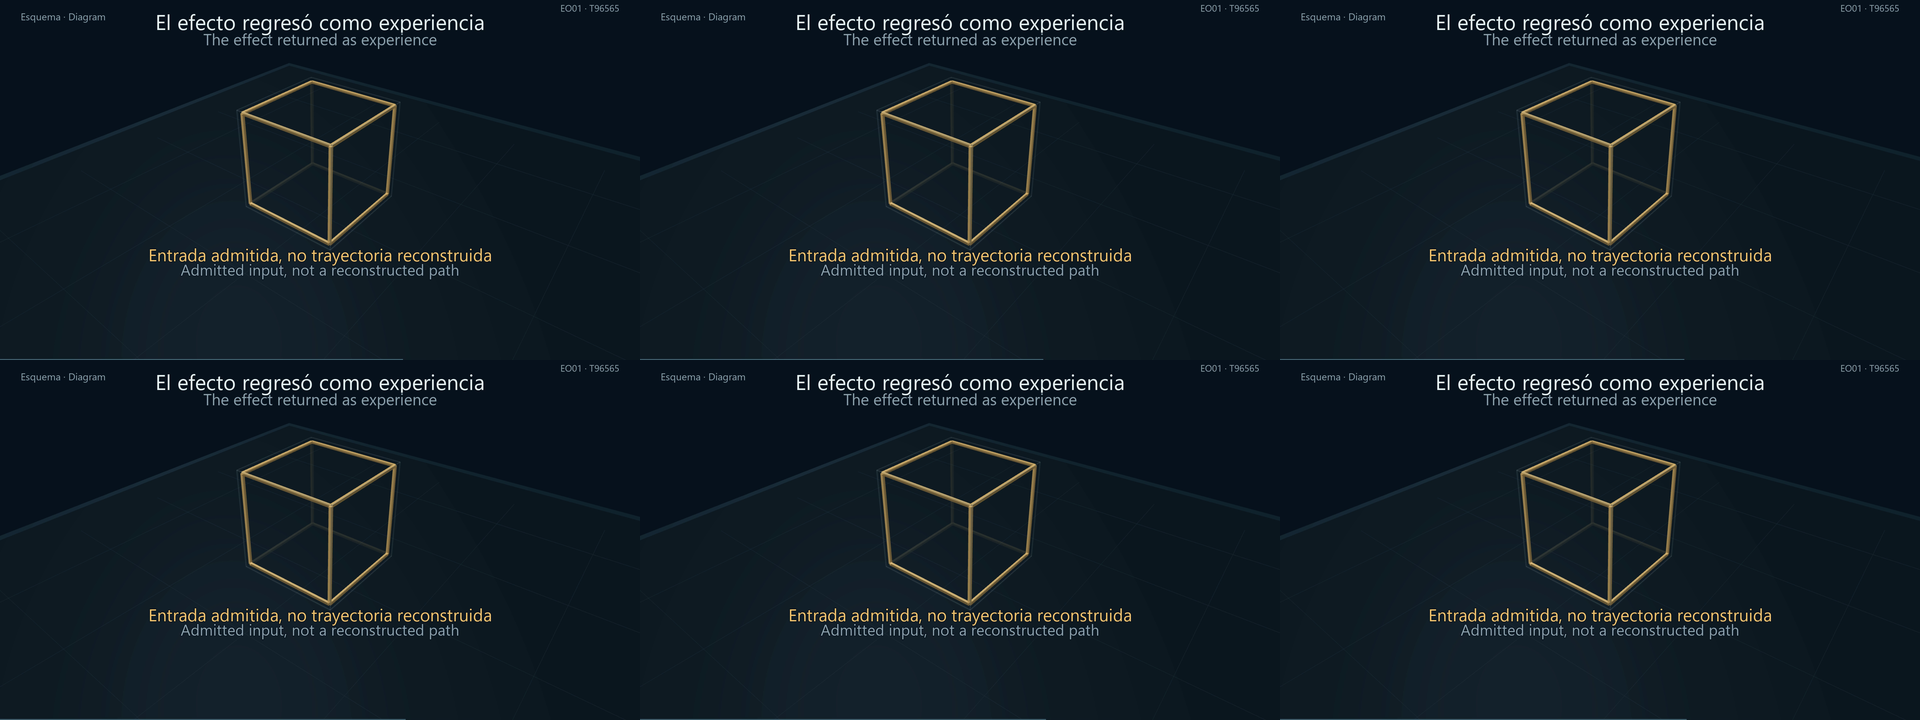 Esquema · Diagram
EO01 · T96565
El efecto regresó como experiencia
The effect returned as experience
Entrada admitida, no trayectoria reconstruida
Admitted input, not a reconstructed path
Esquema · Diagram
EO01 · T96565
El efecto regresó como experiencia
The effect returned as experience
Entrada admitida, no trayectoria reconstruida
Admitted input, not a reconstructed path
Esquema · Diagram
EO01 · T96565
El efecto regresó como experiencia
The effect returned as experience
Entrada admitida, no trayectoria reconstruida
Admitted input, not a reconstructed path
Esquema · Diagram
EO01 · T96565
El efecto regresó como experiencia
The effect returned as experience
Entrada admitida, no trayectoria reconstruida
Admitted input, not a reconstructed path
Esquema · Diagram
EO01 · T96565
El efecto regresó como experiencia
The effect returned as experience
Entrada admitida, no trayectoria reconstruida
Admitted input, not a reconstructed path
Esquema · Diagram
EO01 · T96565
El efecto regresó como experiencia
The effect returned as experience
Entrada admitida, no trayectoria reconstruida
Admitted input, not a reconstructed path